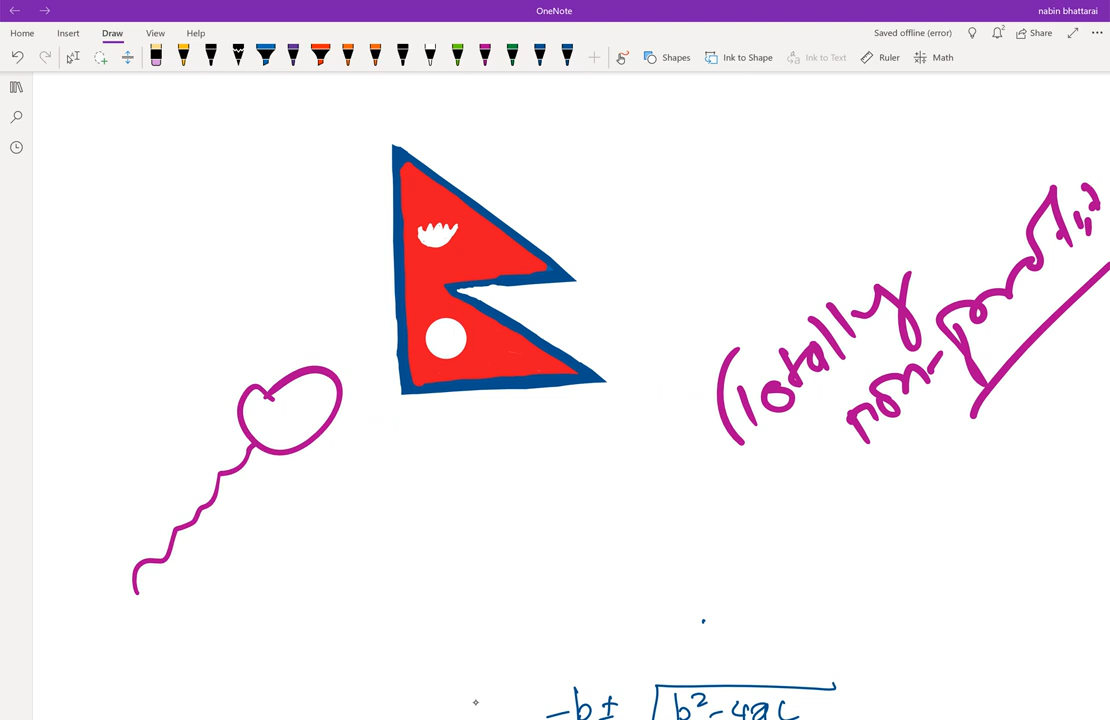 OneNote
nabin bhattarai
Home Insert Draw View Help
Saved offline (error)
Share
Shapes
Ink to Shape
Ink to Text
Ruler
Math
(Totally
-b ± √b² - 4ac